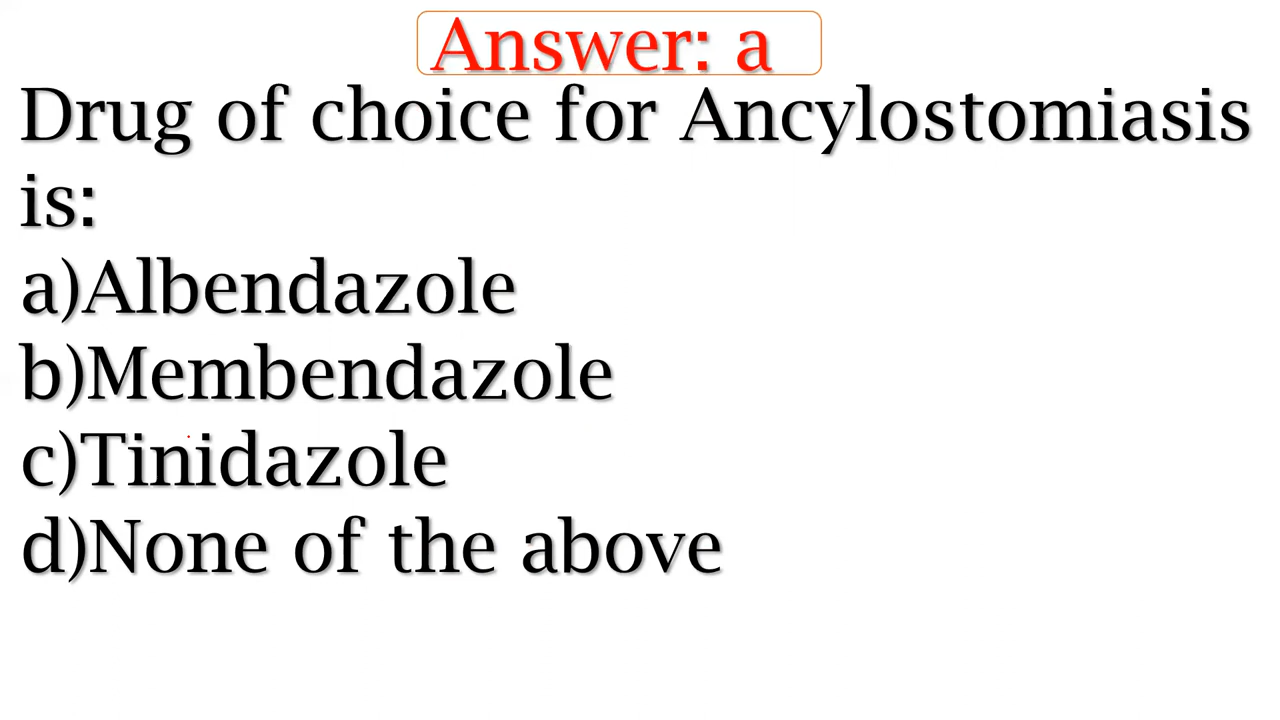 Answer: a
Drug of choice for Ancylostomiasis
is:
a)Albendazole
b)Membendazole
c)Tinidazole
d)None of the above